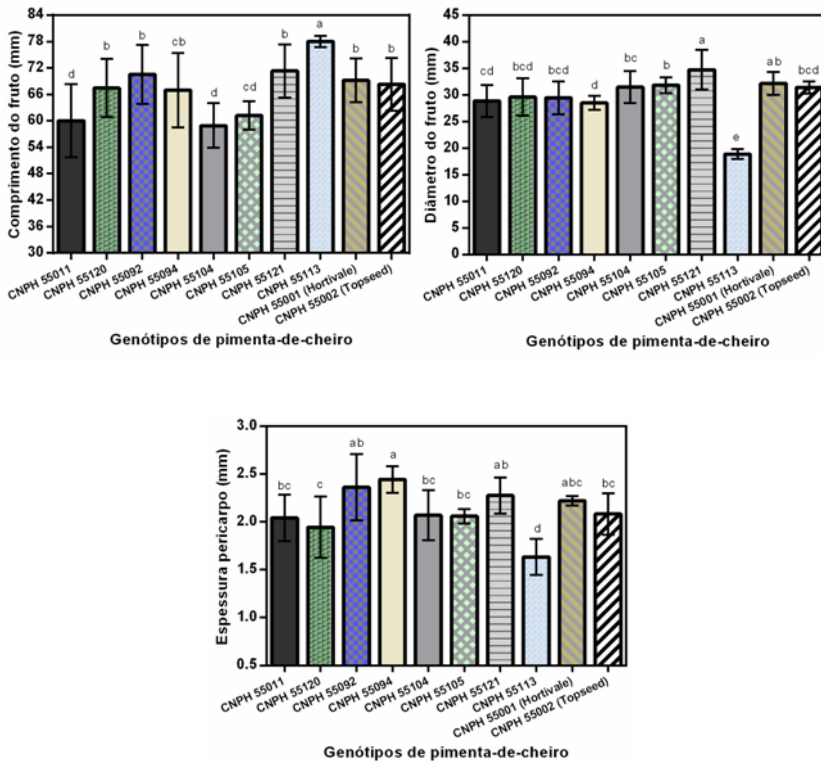 Comprimento do fruto (mm)
84
78
72
66
60
54
48
42
36
30
d
b
b
cb
d
cd
b
a
b
b
CNPH 55011
CNPH 55120
CNPH 55092
CNPH 55094
CNPH 55104
CNPH 55105
CNPH 55121
CNPH 55113
CNPH 55001 (Hortivale)
CNPH 55002 (Topseed)
Genótipos de pimenta-de-cheiro
Diâmetro do fruto (mm)
45
40
35
30
25
20
15
10
5
0
cd
bcd
bcd
d
bc
b
a
e
ab
bcd
CNPH 55011
CNPH 55120
CNPH 55092
CNPH 55094
CNPH 55104
CNPH 55105
CNPH 55121
CNPH 55113
CNPH 55001 (Hortivale)
CNPH 55002 (Topseed)
Genótipos de pimenta-de-cheiro
Espessura pericarpo (mm)
3.0
2.5
2.0
1.5
1.0
0.5
bc
c
ab
a
bc
bc
ab
d
abc
bc
CNPH 55011
CNPH 55120
CNPH 55092
CNPH 55094
CNPH 55104
CNPH 55105
CNPH 55121
CNPH 55113
CNPH 55001 (Hortivale)
CNPH 55002 (Topseed)
Genótipos de pimenta-de-cheiro